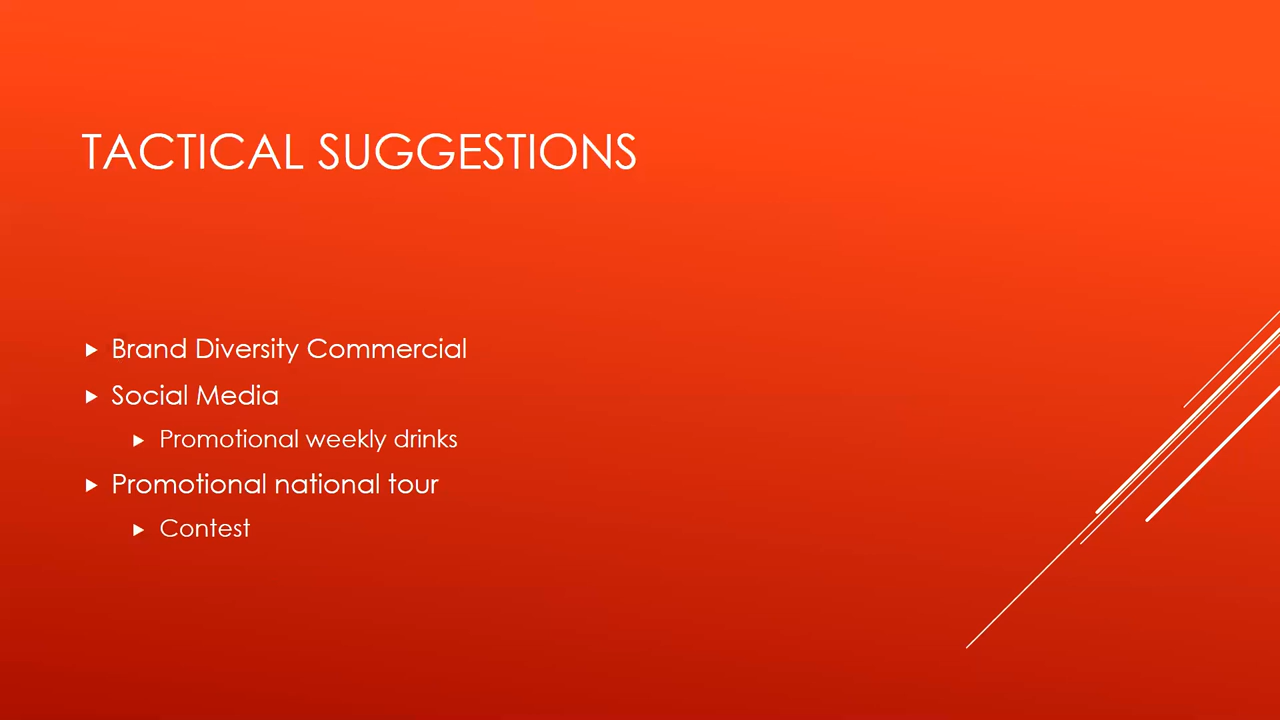 TACTICAL SUGGESTIONS
Brand Diversity Commercial
Social Media
Promotional weekly drinks
Promotional national tour
Contest